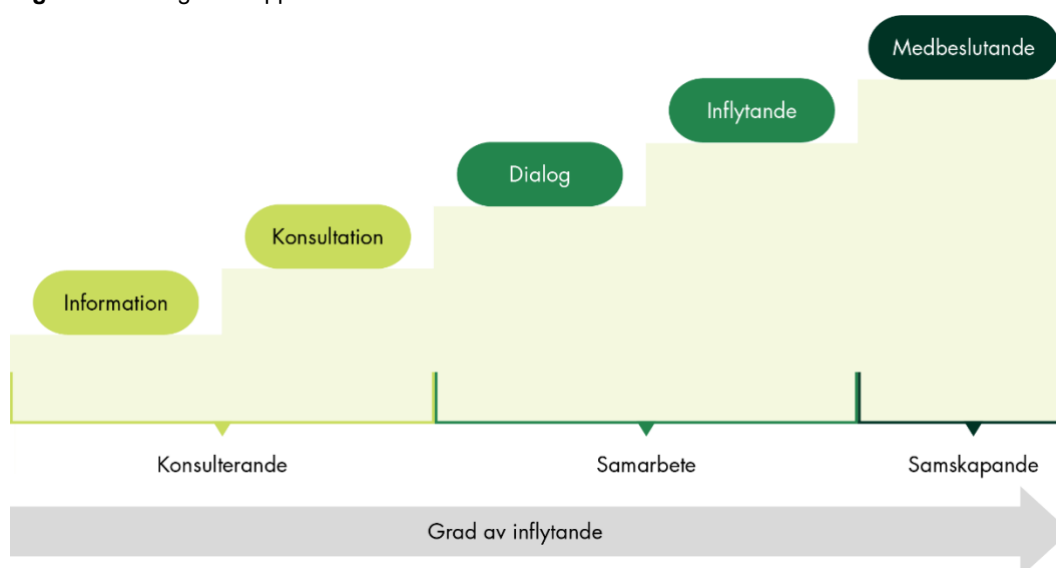 Medbeslutande
Inflytande
Dialog
Konsultation
Information
Konsulterande
Samarbete
Samskapande
Grad av inflytande